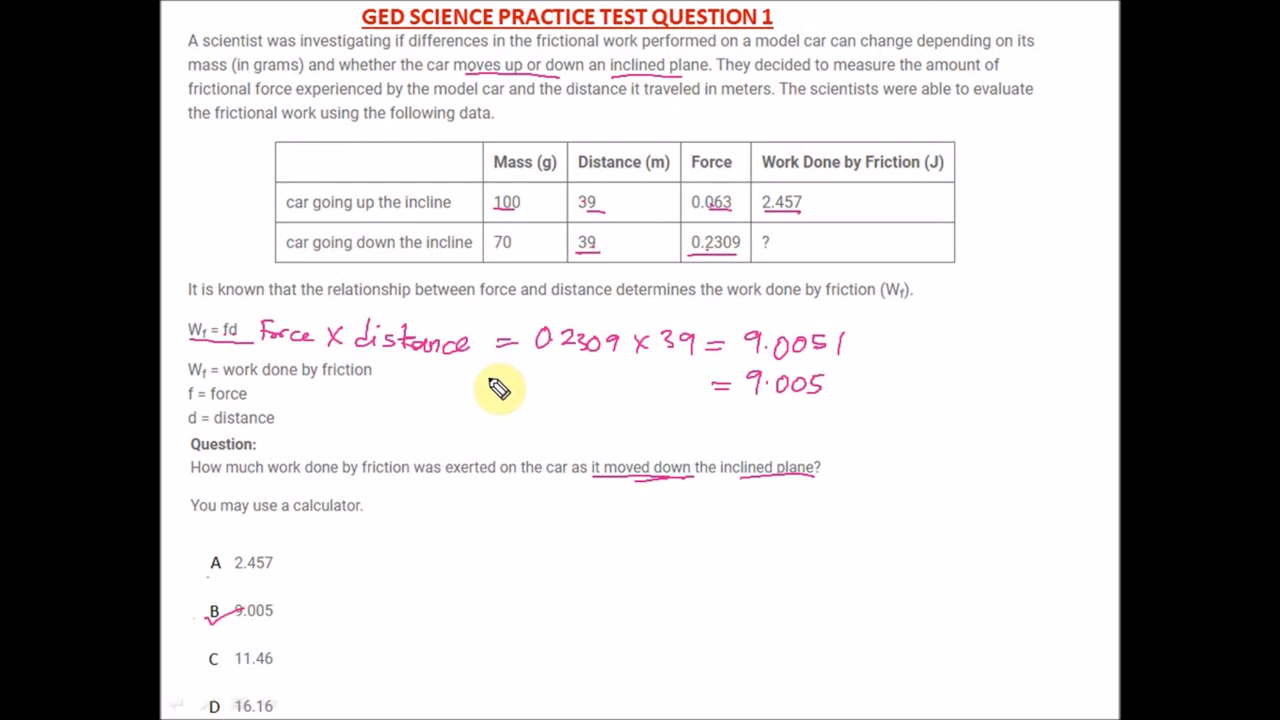 GED SCIENCE PRACTICE TEST QUESTION 1
A scientist was investigating if differences in the frictional work performed on a model car can change depending on its
mass (in grams) and whether the car moves up or down an inclined plane. They decided to measure the amount of
frictional force experienced by the model car and the distance it traveled in meters. The scientists were able to evaluate
the frictional work using the following data.
Mass (g) Distance (m) Force Work Done by Friction (J)
car going up the incline 100 39 0.063 2.457
car going down the incline 70 39 0.2309 ?
It is known that the relationship between force and distance determines the work done by friction (Wf).
Wf = fd Force x distance = 0.2309 x 39 = 9.0051
= 9.005
Wf = work done by friction
f = force
d = distance
Question:
How much work done by friction was exerted on the car as it moved down the inclined plane?
You may use a calculator.
A 2.457
B 9.005
C 11.46
D 16.16